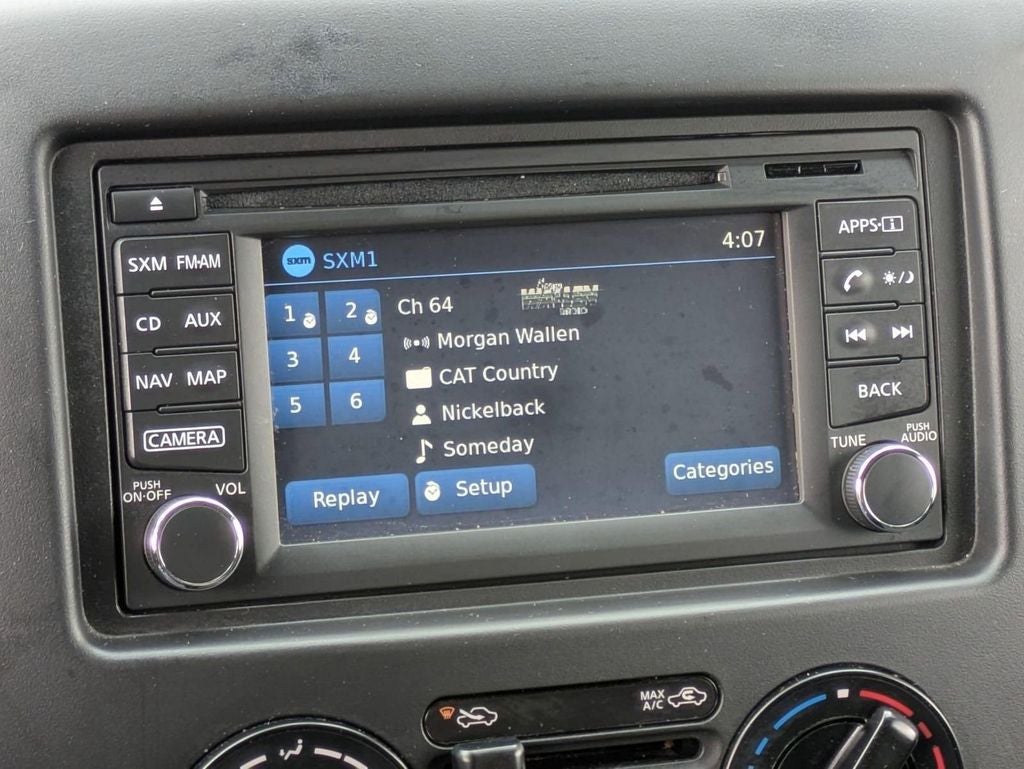 SXM FM·AM
CD AUX
NAV MAP
CAMERA
PUSH
ON·OFF
VOL
sxm SXM1
4:07
1
2
3
4
5
6
Ch 64
Morgan Wallen
CAT Country
Nickelback
Someday
Replay
Setup
Categories
APPS·i
BACK
TUNE
PUSH
AUDIO
MAX
A/C